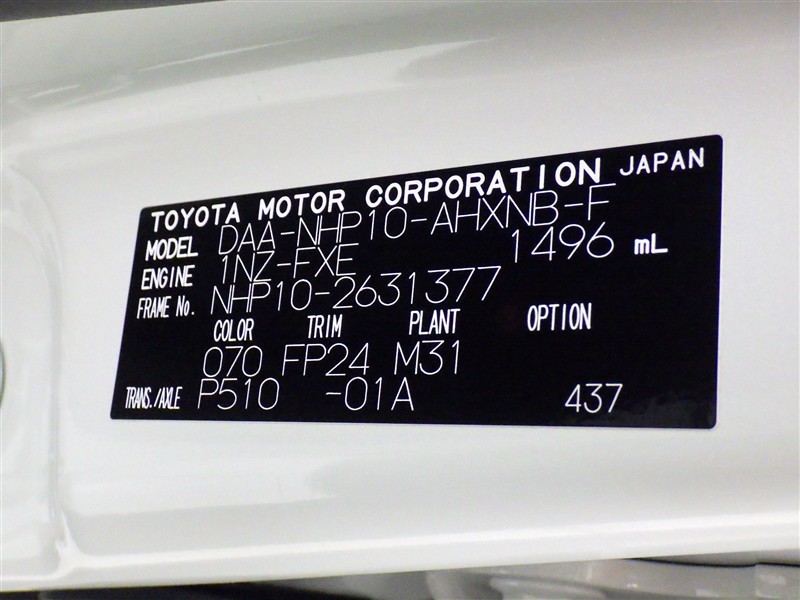 TOYOTA MOTOR CORPORATION JAPAN
MODEL DAA-NHP10-AHXNB-F
ENGINE 1NZ-FXE 1496 mL
FRAME No. NHP10-2631377
COLOR TRIM PLANT OPTION
070 FP24 M31
TRANS./AXLE P510 -01A 437